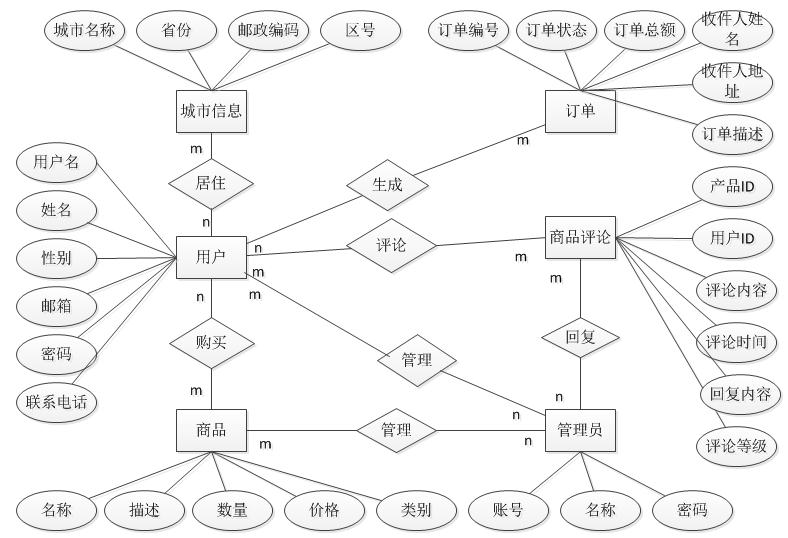 城市名称
省份
邮政编码
区号
订单编号
订单状态
订单总额
收件人姓
名
收件人地
址
订单描述
城市信息
订单
m
m
居住
生成
n
n
用户名
姓名
性别
邮箱
密码
联系电话
用户
评论
商品评论
m
m
m
m
产品ID
用户ID
评论内容
评论时间
回复内容
评论等级
n
购买
管理
回复
m
n
n
商品
管理
管理员
m
n
名称
描述
数量
价格
类别
账号
名称
密码